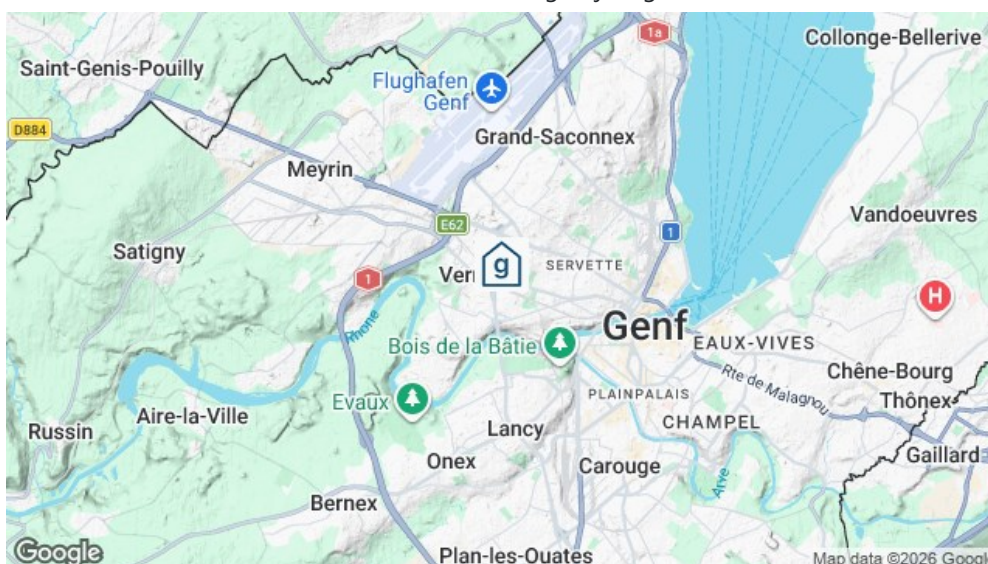 1a
Collonge-Bellerive
Saint-Genis-Pouilly
Flughafen
Genf
D884
Grand-Saconnex
Meyrin
Vandoeuvres
E62
1
Satigny
SERVETTE
Ver
g
1
H
Rhone
Genf
Bois de la Bâtie
EAUX-VIVES
Rte de Malagnou
Chêne-Bourg
Evaux
PLAINPALAIS
Thônex
Aire-la-Ville
CHAMPEL
Russin
Lancy
Gaillard
Onex
Carouge
Arve
Bernex
Google
Plan-les-Ouates
Map data ©2026 Google